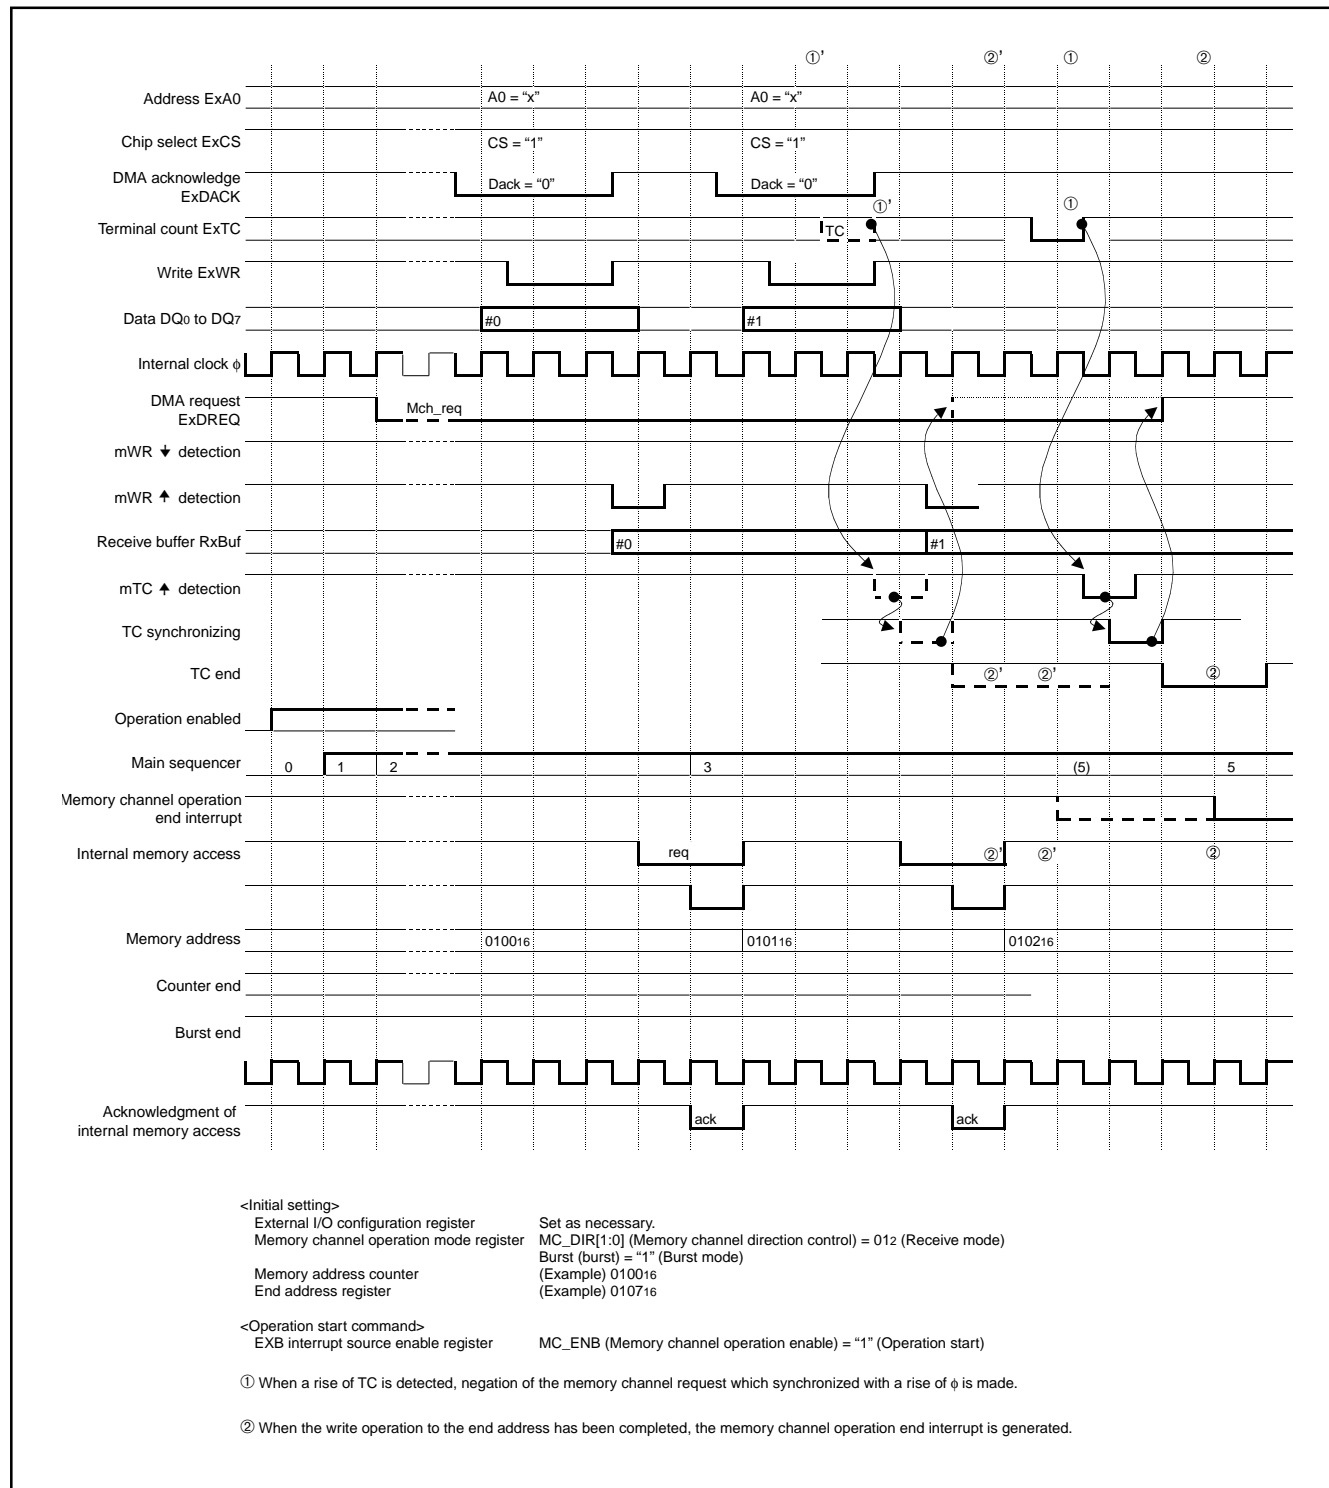 ①’ ②’ ① ②
Address ExA0 A0 = “x” A0 = “x”
Chip select ExCS CS = “1” CS = “1”
DMA acknowledge
ExDACK Dack = “0” Dack = “0”
①’ ①
Terminal count ExTC TC
Write ExWR
Data DQ0 to DQ7 #0 #1
Internal clock ϕ
DMA request
ExDREQ Mch_req
mWR ↓ detection
mWR ↑ detection
Receive buffer RxBuf #0 #1
mTC ↑ detection
TC synchronizing
TC end ②’ ②’ ②
Operation enabled
Main sequencer 0 1 2 3 (5) 5
Memory channel operation
end interrupt
Internal memory access req ②’ ②’ ②
Memory address 010016 010116 010216
Counter end
Burst end
Acknowledgment of
internal memory access ack ack
<Initial setting>
External I/O configuration register Set as necessary.
Memory channel operation mode register MC_DIR[1:0] (Memory channel direction control) = 012 (Receive mode)
Burst (burst) = “1” (Burst mode)
Memory address counter (Example) 010016
End address register (Example) 010716
<Operation start command>
EXB interrupt source enable register MC_ENB (Memory channel operation enable) = “1” (Operation start)
① When a rise of TC is detected, negation of the memory channel request which synchronized with a rise of ϕ is made.
② When the write operation to the end address has been completed, the memory channel operation end interrupt is generated.